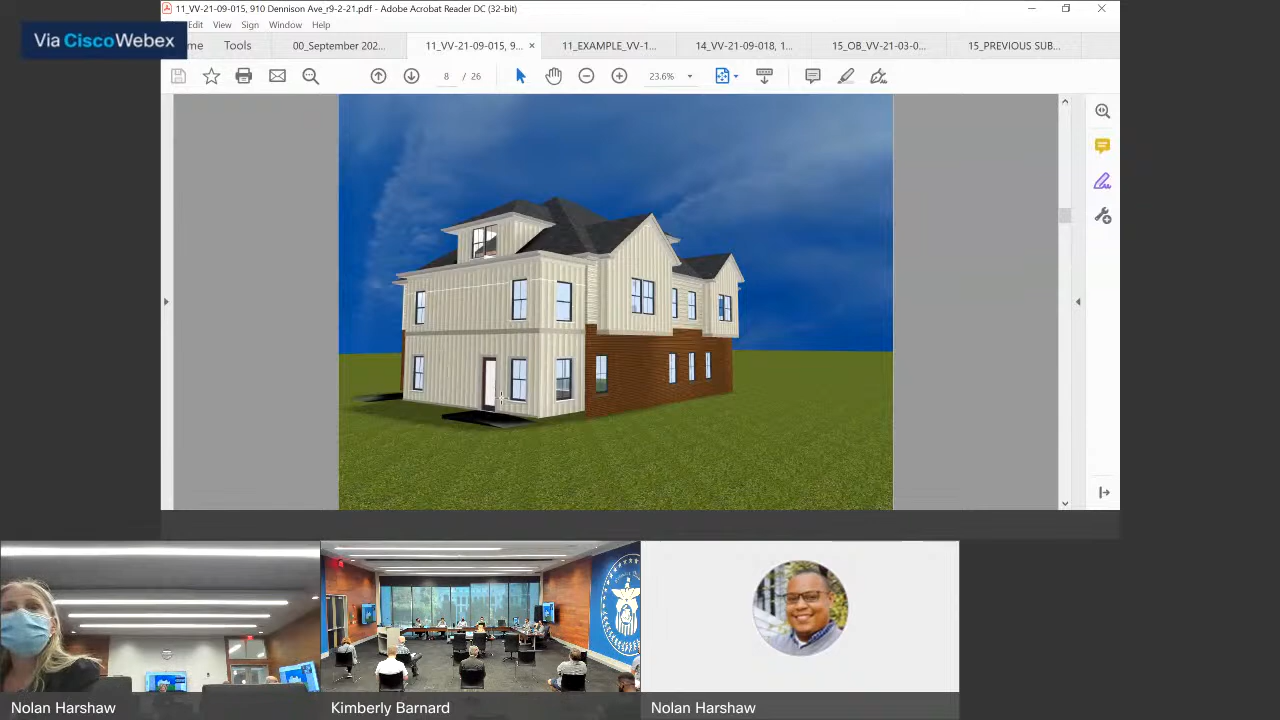 11_VV-21-09-015, 910 Dennison Ave_r9-2-21.pdf - Adobe Acrobat Reader DC (32-bit)
Edit View Sign Window Help
Via CiscoWebex
me Tools 00_September 202... 11_VV-21-09-015, 9... × 11_EXAMPLE_VV-1... 14_VV-21-09-018, 1... 15_OB_VV-21-03-0... 15_PREVIOUS SUB...
8 / 26 23.6%
Nolan Harshaw
Kimberly Barnard
Nolan Harshaw